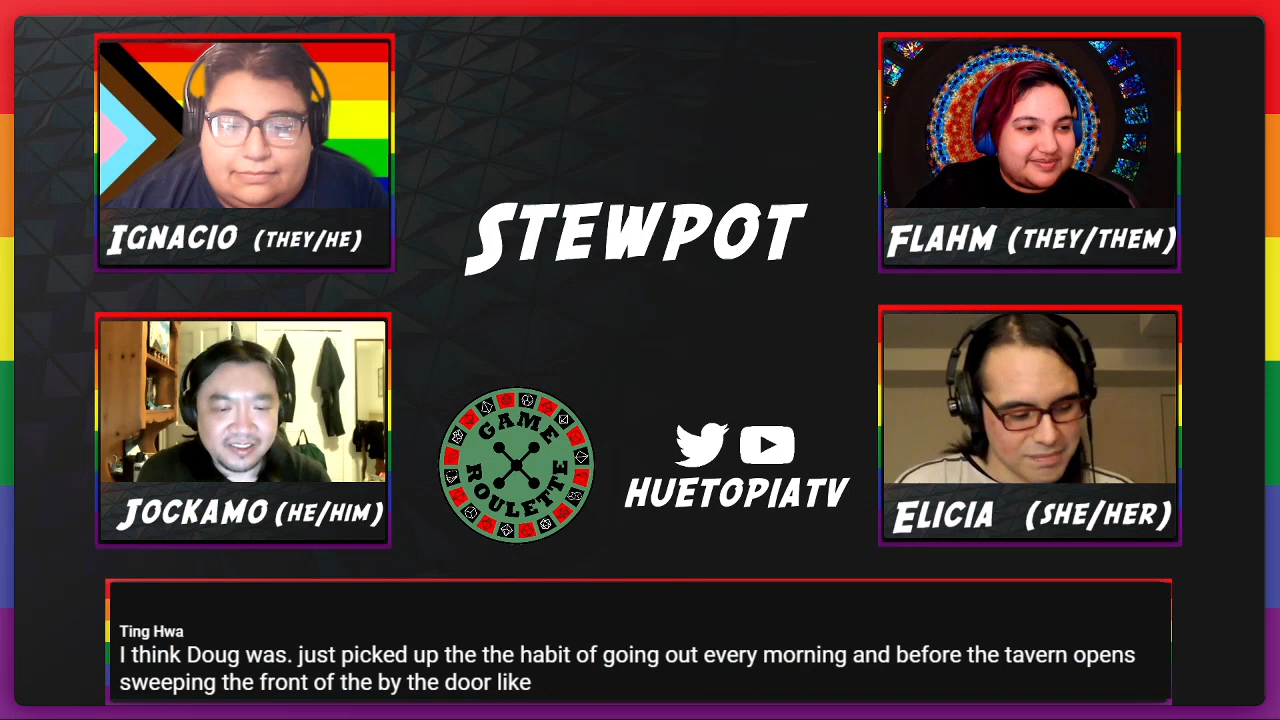 IGNACIO (THEY/HE)
FLAHM (THEY/THEM)
STEWPOT
JOCKAMO (HE/HIM)
GAME
ROULETTE
HUETOPIATV
ELICIA (SHE/HER)
Ting Hwa
I think Doug was. just picked up the the habit of going out every morning and before the tavern opens
sweeping the front of the by the door like